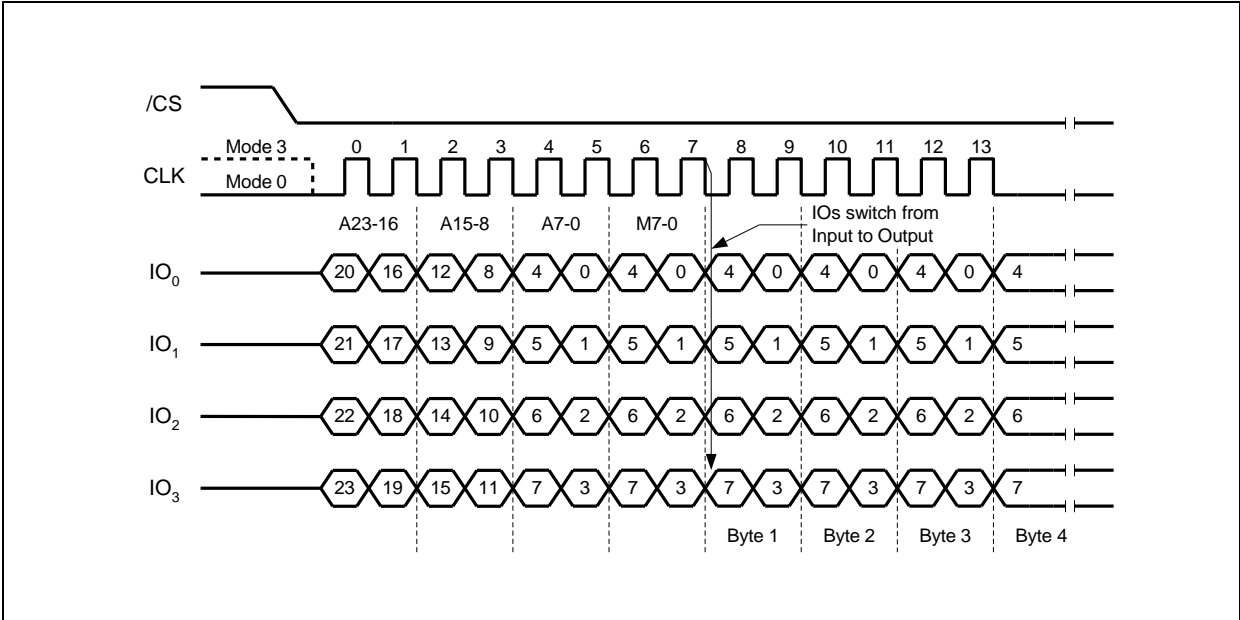 /CS
Mode 3
CLK
Mode 0
0 1 2 3 4 5 6 7 8 9 10 11 12 13
A23-16 A15-8 A7-0 M7-0
IOs switch from
Input to Output
IO0 20 16 12 8 4 0 4 0 4 0 4 0 4 0 4
IO1 21 17 13 9 5 1 5 1 5 1 5 1 5 1 5
IO2 22 18 14 10 6 2 6 2 6 2 6 2 6 2 6
IO3 23 19 15 11 7 3 7 3 7 3 7 3 7 3 7
Byte 1 Byte 2 Byte 3 Byte 4